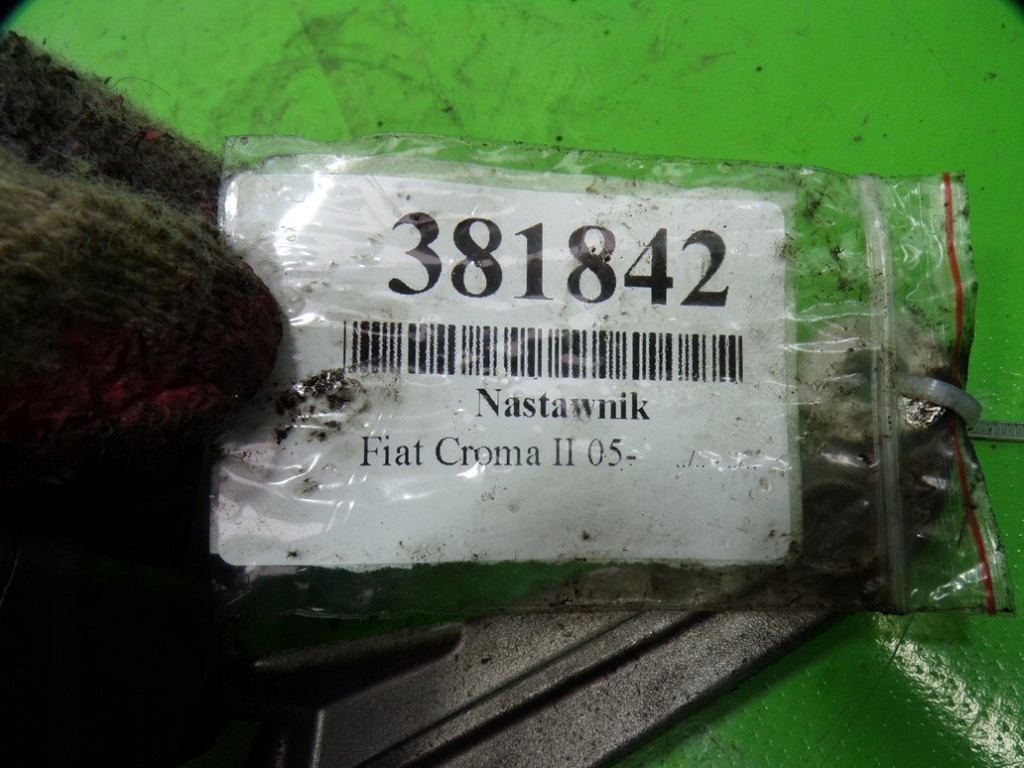 381842
Nastawnik
Fiat Croma II 05-